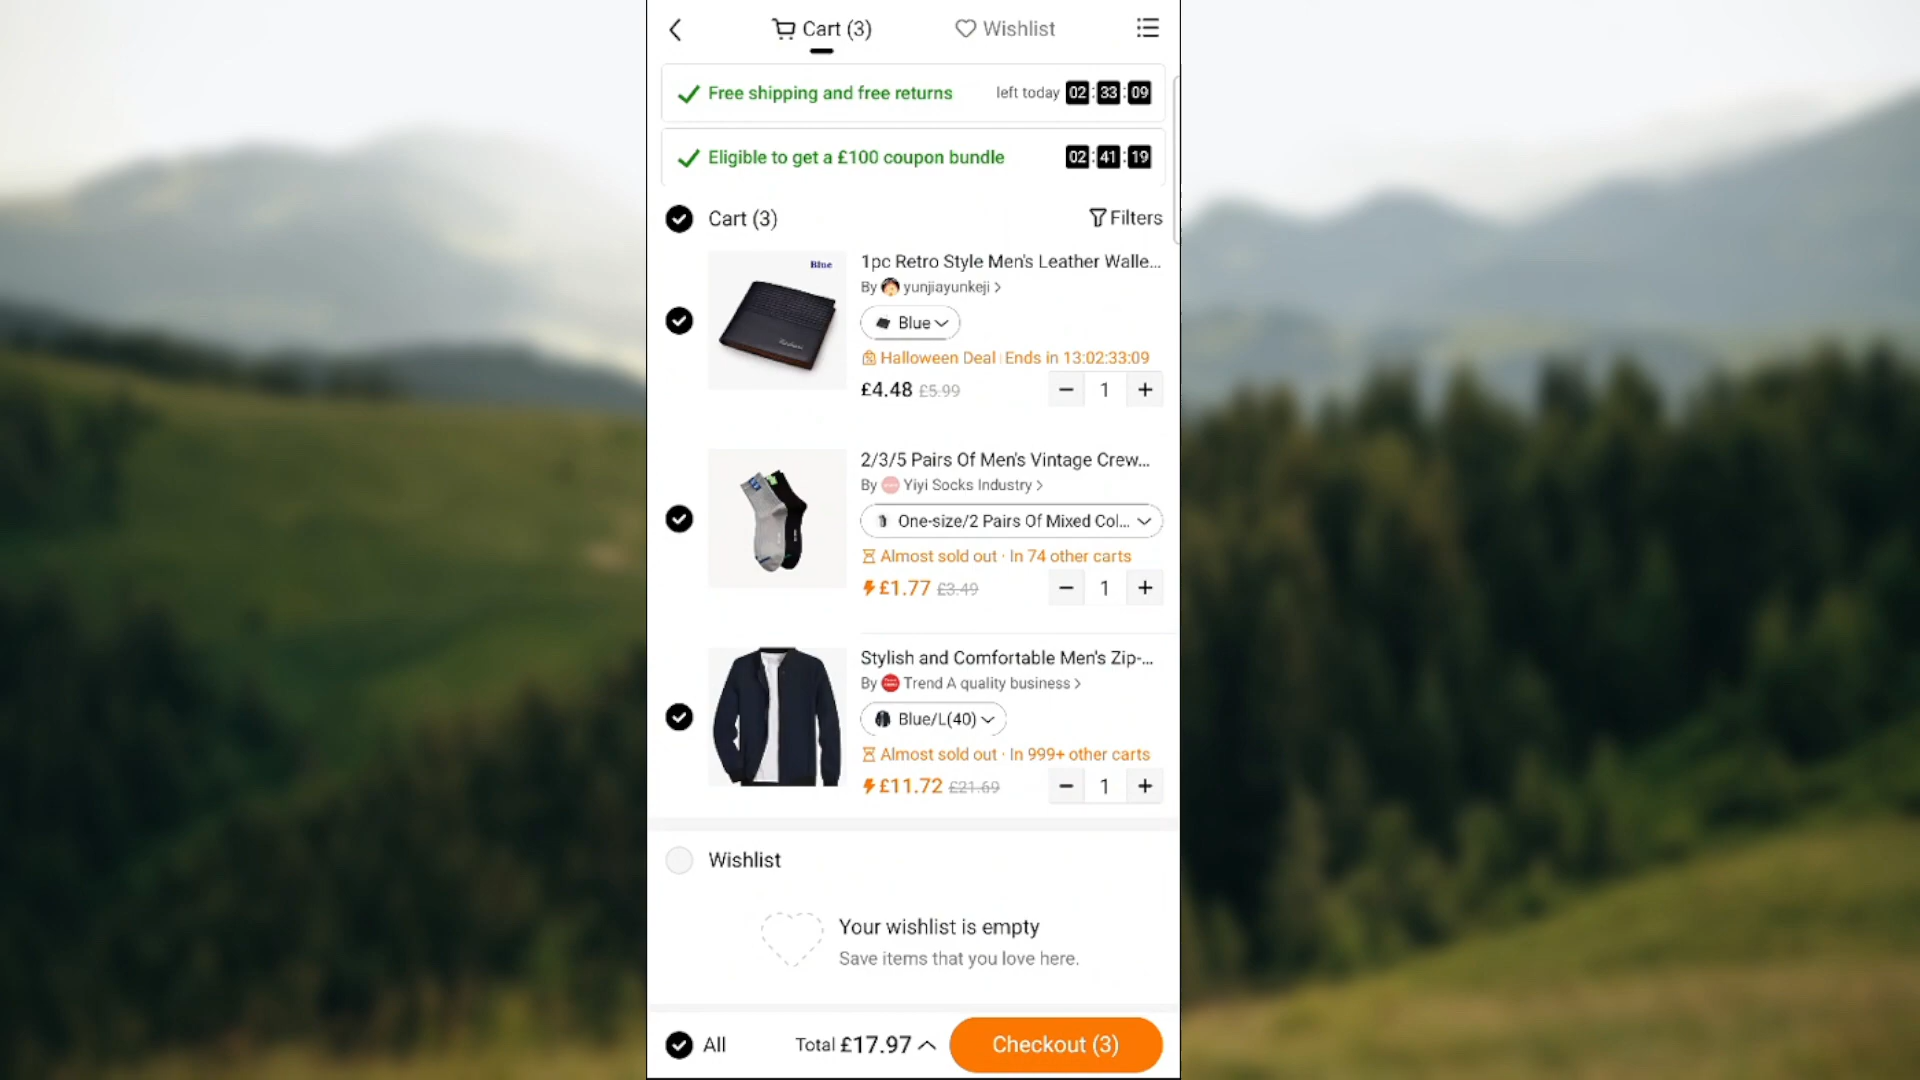 Cart (3)
Wishlist
Free shipping and free returns
left today 02:33:09
Eligible to get a £100 coupon bundle
02:41:19
Cart (3)
Filters
Blue
1pc Retro Style Men's Leather Walle...
By yunjiayunkeji >
Blue
Halloween Deal | Ends in 13:02:33:09
£4.48 £5.99
− 1 +
2/3/5 Pairs Of Men's Vintage Crew...
By Yiyi Socks Industry >
One-size/2 Pairs Of Mixed Col...
Almost sold out · In 74 other carts
£1.77 £3.49
− 1 +
Stylish and Comfortable Men's Zip-...
By Trend A quality business >
Blue/L(40)
Almost sold out · In 999+ other carts
£11.72 £21.69
− 1 +
Wishlist
Your wishlist is empty
Save items that you love here.
All
Total £17.97
Checkout (3)